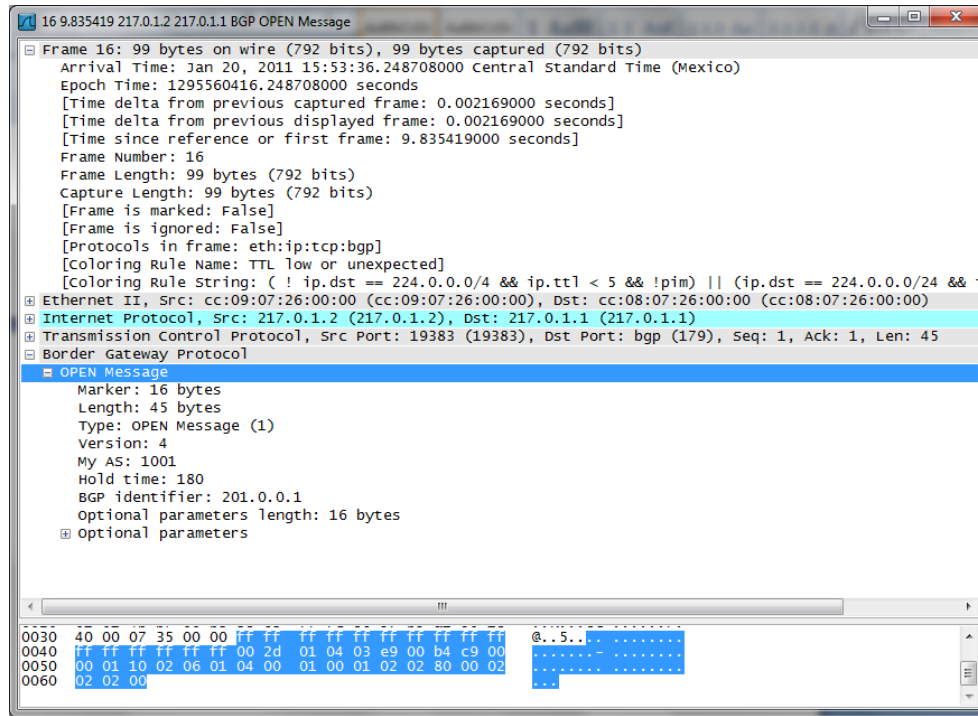 16 9.835419 217.0.1.2 217.0.1.1 BGP OPEN Message
Frame 16: 99 bytes on wire (792 bits), 99 bytes captured (792 bits)
Arrival Time: Jan 20, 2011 15:53:36.248708000 Central Standard Time (Mexico)
Epoch Time: 1295560416.248708000 seconds
[Time delta from previous captured frame: 0.002169000 seconds]
[Time delta from previous displayed frame: 0.002169000 seconds]
[Time since reference or first frame: 9.835419000 seconds]
Frame Number: 16
Frame Length: 99 bytes (792 bits)
Capture Length: 99 bytes (792 bits)
[Frame is marked: False]
[Frame is ignored: False]
[Protocols in frame: eth:ip:tcp:bgp]
[Coloring Rule Name: TTL low or unexpected]
[Coloring Rule String: ( ! ip.dst == 224.0.0.0/4 && ip.ttl < 5 && !pim) || (ip.dst == 224.0.0.0/24 &&
Ethernet II, Src: cc:09:07:26:00:00 (cc:09:07:26:00:00), Dst: cc:08:07:26:00:00 (cc:08:07:26:00:00)
Internet Protocol, Src: 217.0.1.2 (217.0.1.2), Dst: 217.0.1.1 (217.0.1.1)
Transmission Control Protocol, Src Port: 19383 (19383), Dst Port: bgp (179), Seq: 1, Ack: 1, Len: 45
Border Gateway Protocol
OPEN Message
Marker: 16 bytes
Length: 45 bytes
Type: OPEN Message (1)
Version: 4
My AS: 1001
Hold time: 180
BGP identifier: 201.0.0.1
Optional parameters length: 16 bytes
Optional parameters
0030 40 00 07 35 00 00 ff ff ff ff ff ff ff ff ff ff @..5.. .. ........
0040 ff ff ff ff ff ff 00 2d 01 04 03 e9 00 b4 c9 00 .......- ........
0050 00 01 10 02 06 01 04 00 01 00 01 02 02 80 00 02 ........ ........
0060 02 02 00 ...